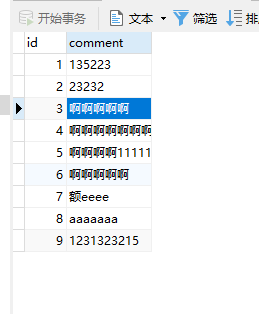 开始事务 文本 筛选 排
id comment
1 135223
2 23232
3 啊啊啊啊啊
4 啊啊啊啊啊啊啊
5 啊啊啊啊11111
6 啊啊啊啊啊
7 额eeee
8 aaaaaaa
9 1231323215